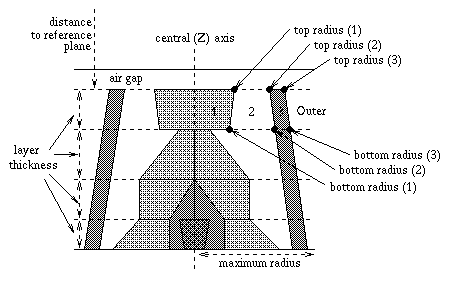 distance
to reference
plane
central (Z) axis
top radius (1)
top radius (2)
top radius (3)
air gap
1
2
Outer
layer
thickness
bottom radius (3)
bottom radius (2)
bottom radius (1)
maximum radius